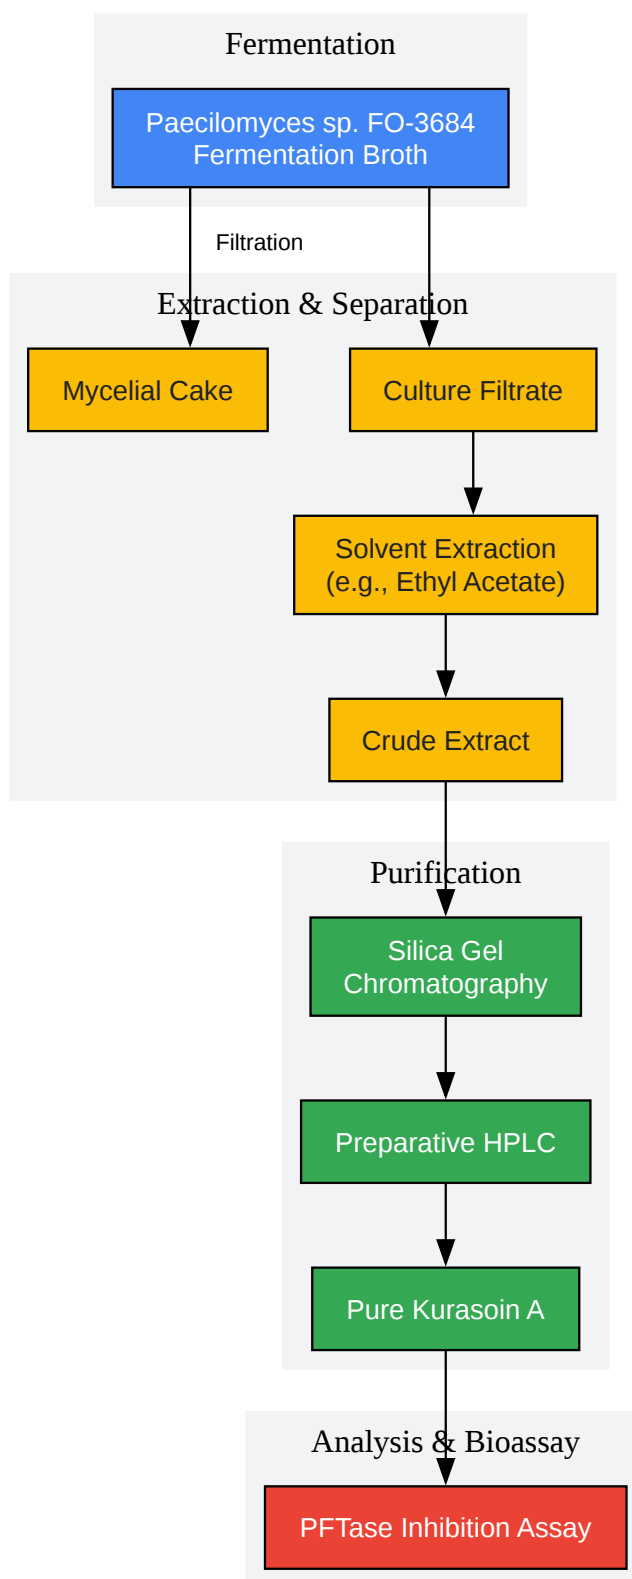 Fermentation
Paecilomyces sp. FO-3684
Fermentation Broth
Filtration
Extraction & Separation
Mycelial Cake
Culture Filtrate
Solvent Extraction
(e.g., Ethyl Acetate)
Crude Extract
Purification
Silica Gel
Chromatography
Preparative HPLC
Pure Kurasoin A
Analysis & Bioassay
PFTase Inhibition Assay